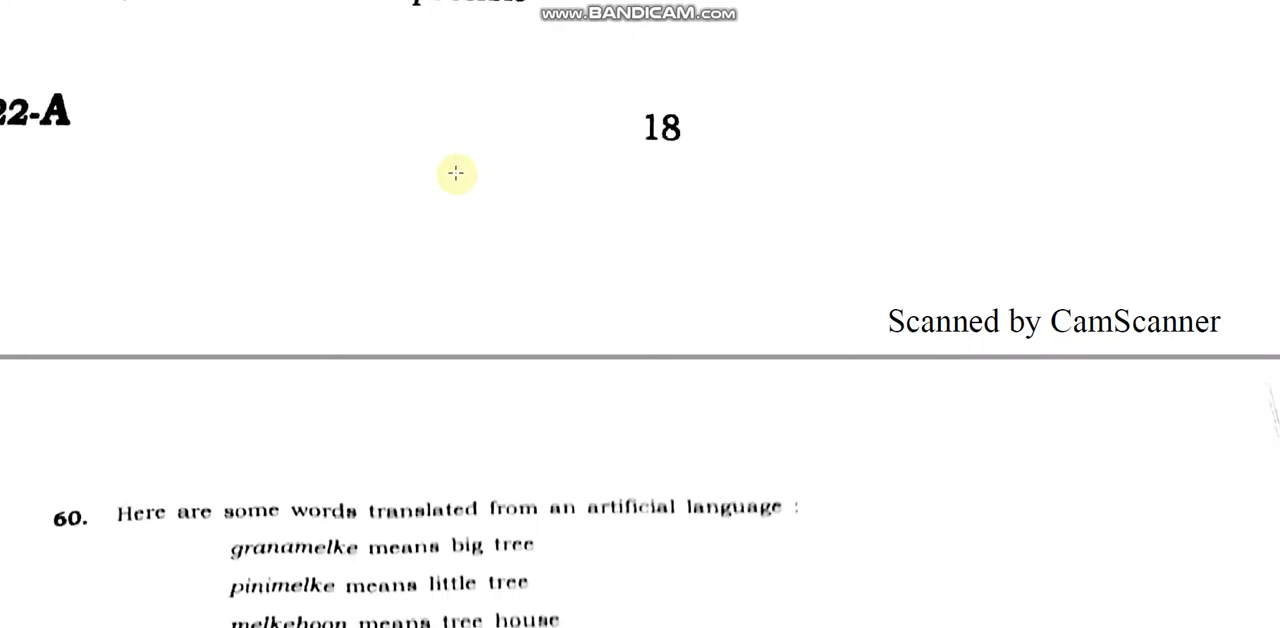 www.BANDICAM.com
22-A
18
Scanned by CamScanner
60. Here are some words translated from an artificial language :
granamelke means big tree
pinimelke means little tree
melkehoon means tree house